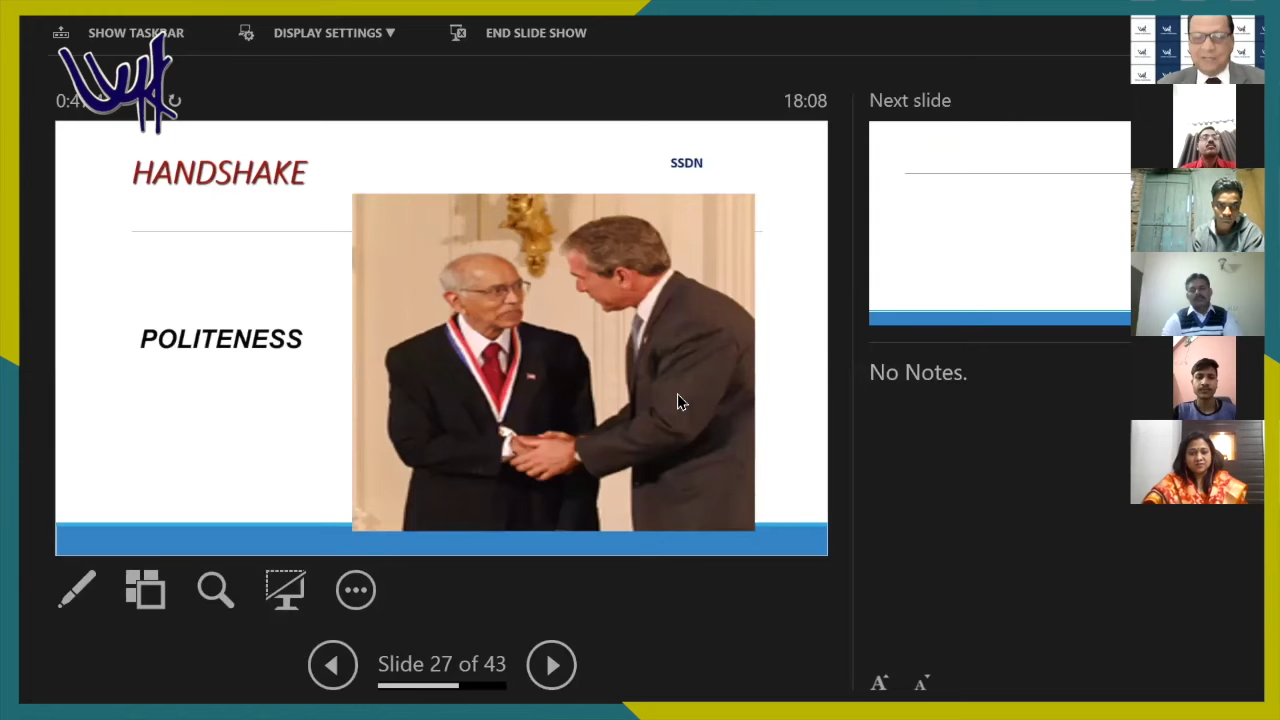 SHOW TASKBAR
DISPLAY SETTINGS ▼
END SLIDE SHOW
18:08
Next slide
HANDSHAKE
SSDN
POLITENESS
No Notes.
Slide 27 of 43
A A